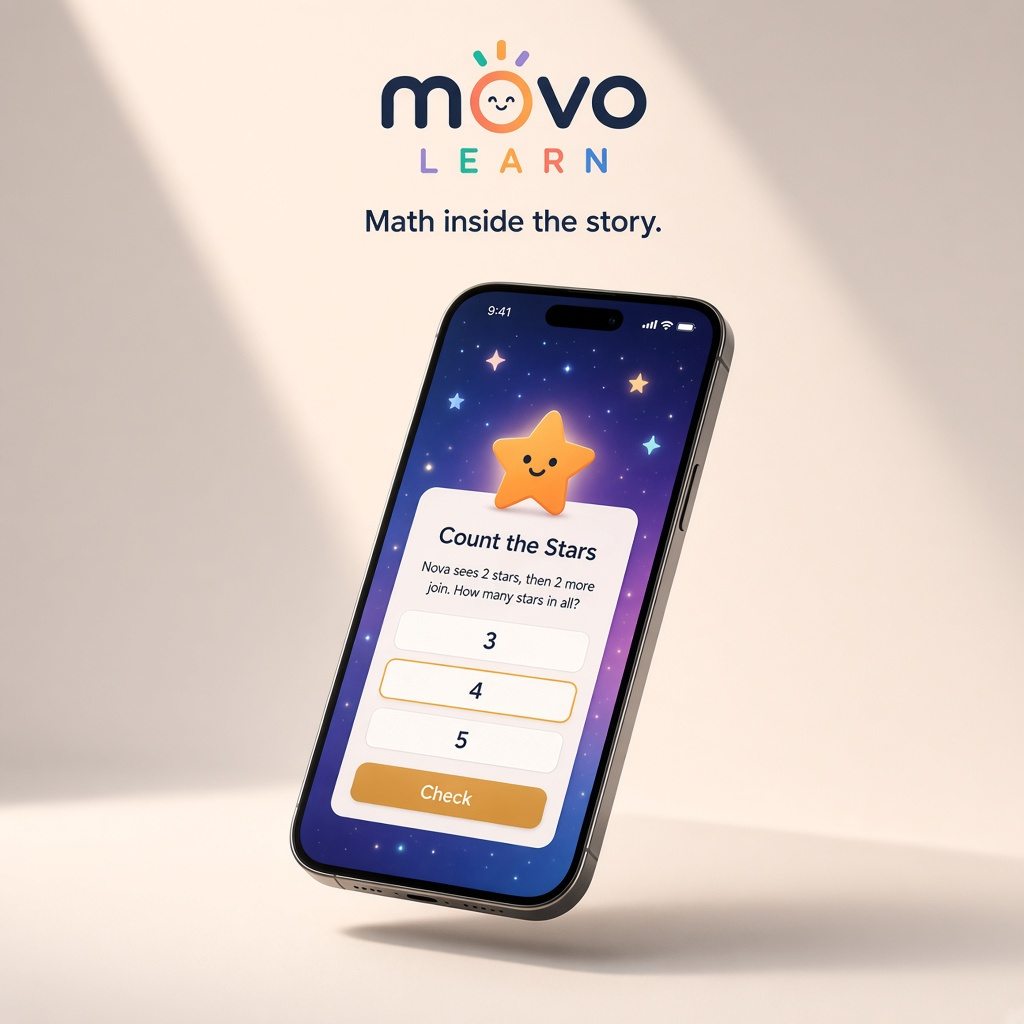 movo
LEARN
Math inside the story.
9:41
Count the Stars
Nova sees 2 stars, then 2 more
join. How many stars in all?
3
4
5
Check